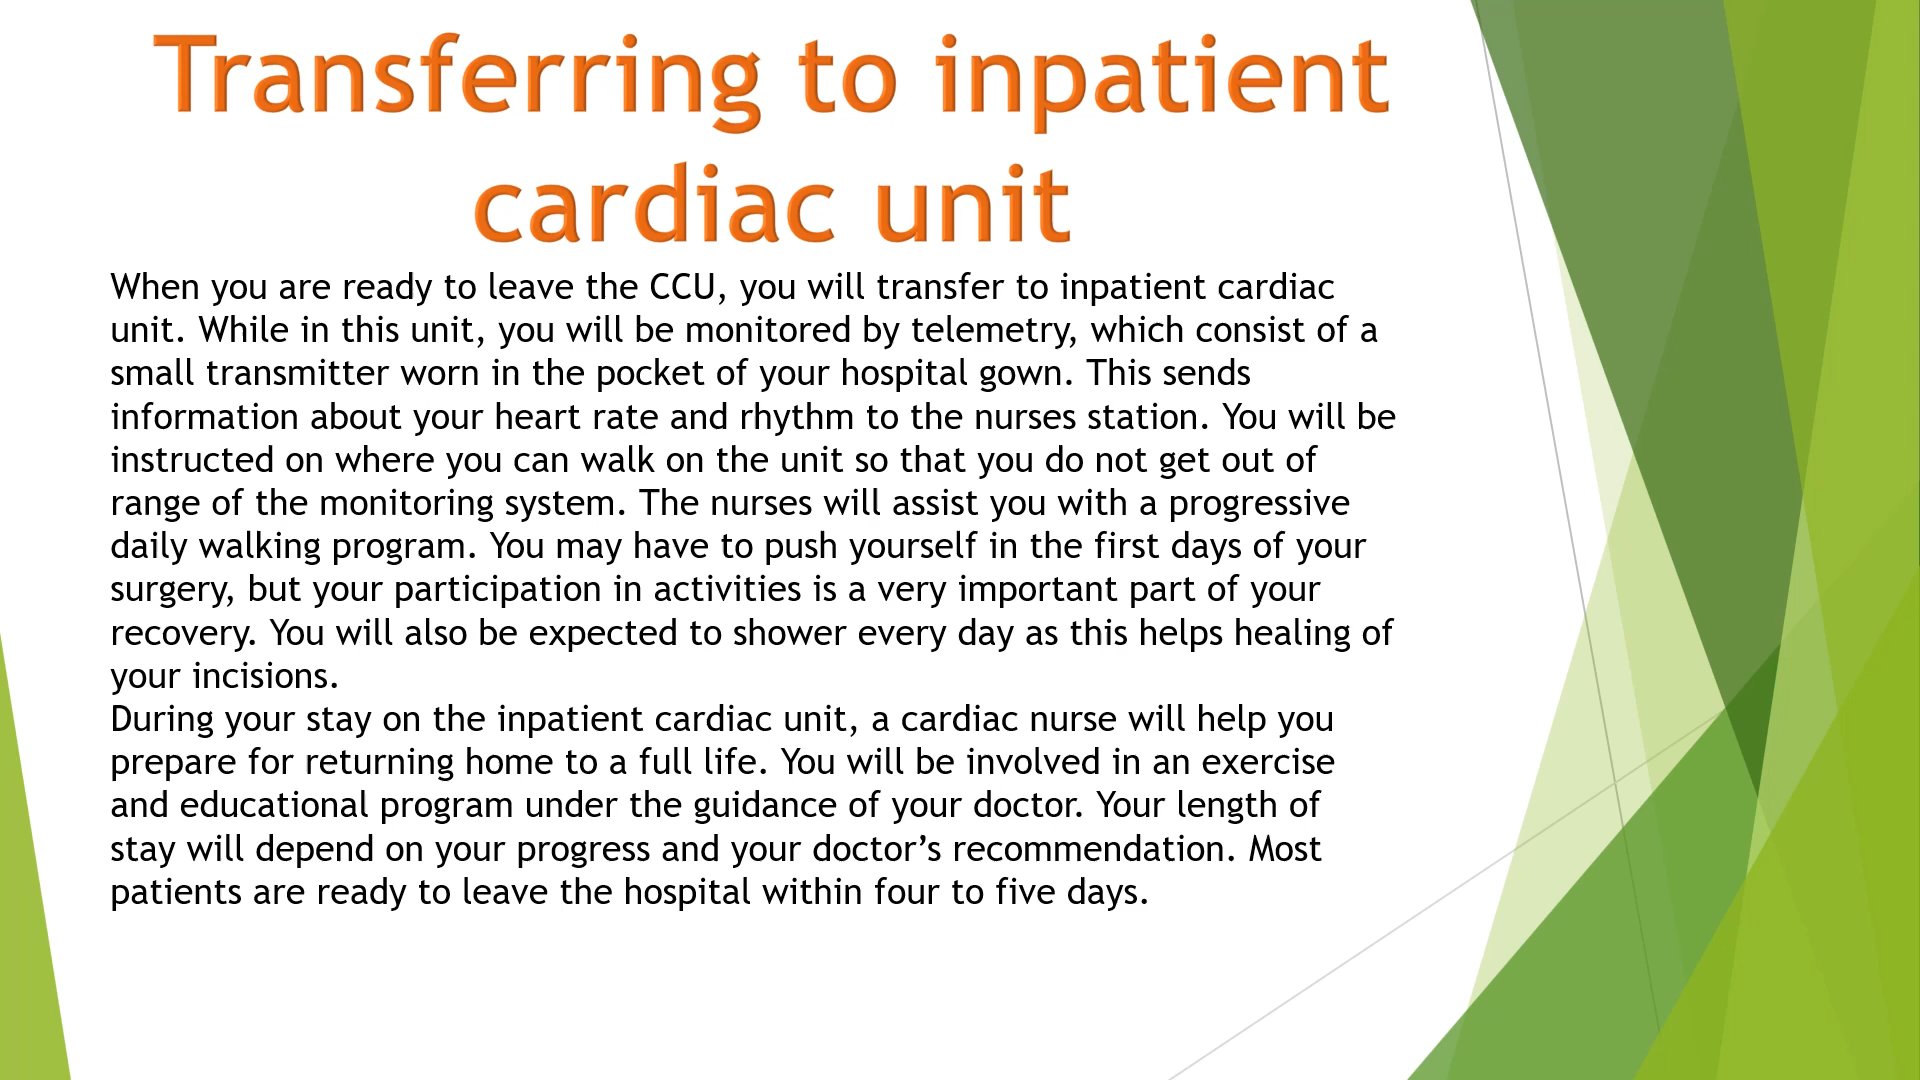 Transferring to inpatient
cardiac unit
When you are ready to leave the CCU, you will transfer to inpatient cardiac
unit. While in this unit, you will be monitored by telemetry, which consist of a
small transmitter worn in the pocket of your hospital gown. This sends
information about your heart rate and rhythm to the nurses station. You will be
instructed on where you can walk on the unit so that you do not get out of
range of the monitoring system. The nurses will assist you with a progressive
daily walking program. You may have to push yourself in the first days of your
surgery, but your participation in activities is a very important part of your
recovery. You will also be expected to shower every day as this helps healing of
your incisions.
During your stay on the inpatient cardiac unit, a cardiac nurse will help you
prepare for returning home to a full life. You will be involved in an exercise
and educational program under the guidance of your doctor. Your length of
stay will depend on your progress and your doctor’s recommendation. Most
patients are ready to leave the hospital within four to five days.